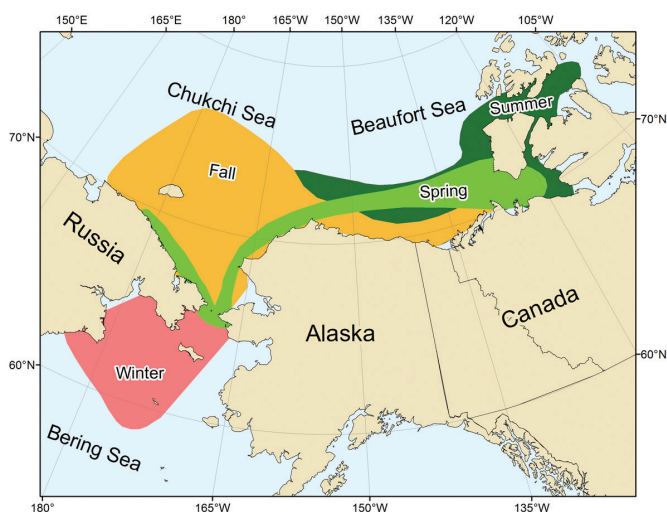 150°E 165°E 180° 165°W 150°W 135°W 120°W 105°W
Chukchi Sea
Beaufort Sea
Summer
70°N
70°N
Fall
Spring
Russia
Alaska
Canada
60°N
60°N
Winter
Bering Sea
180° 165°W 150°W 135°W